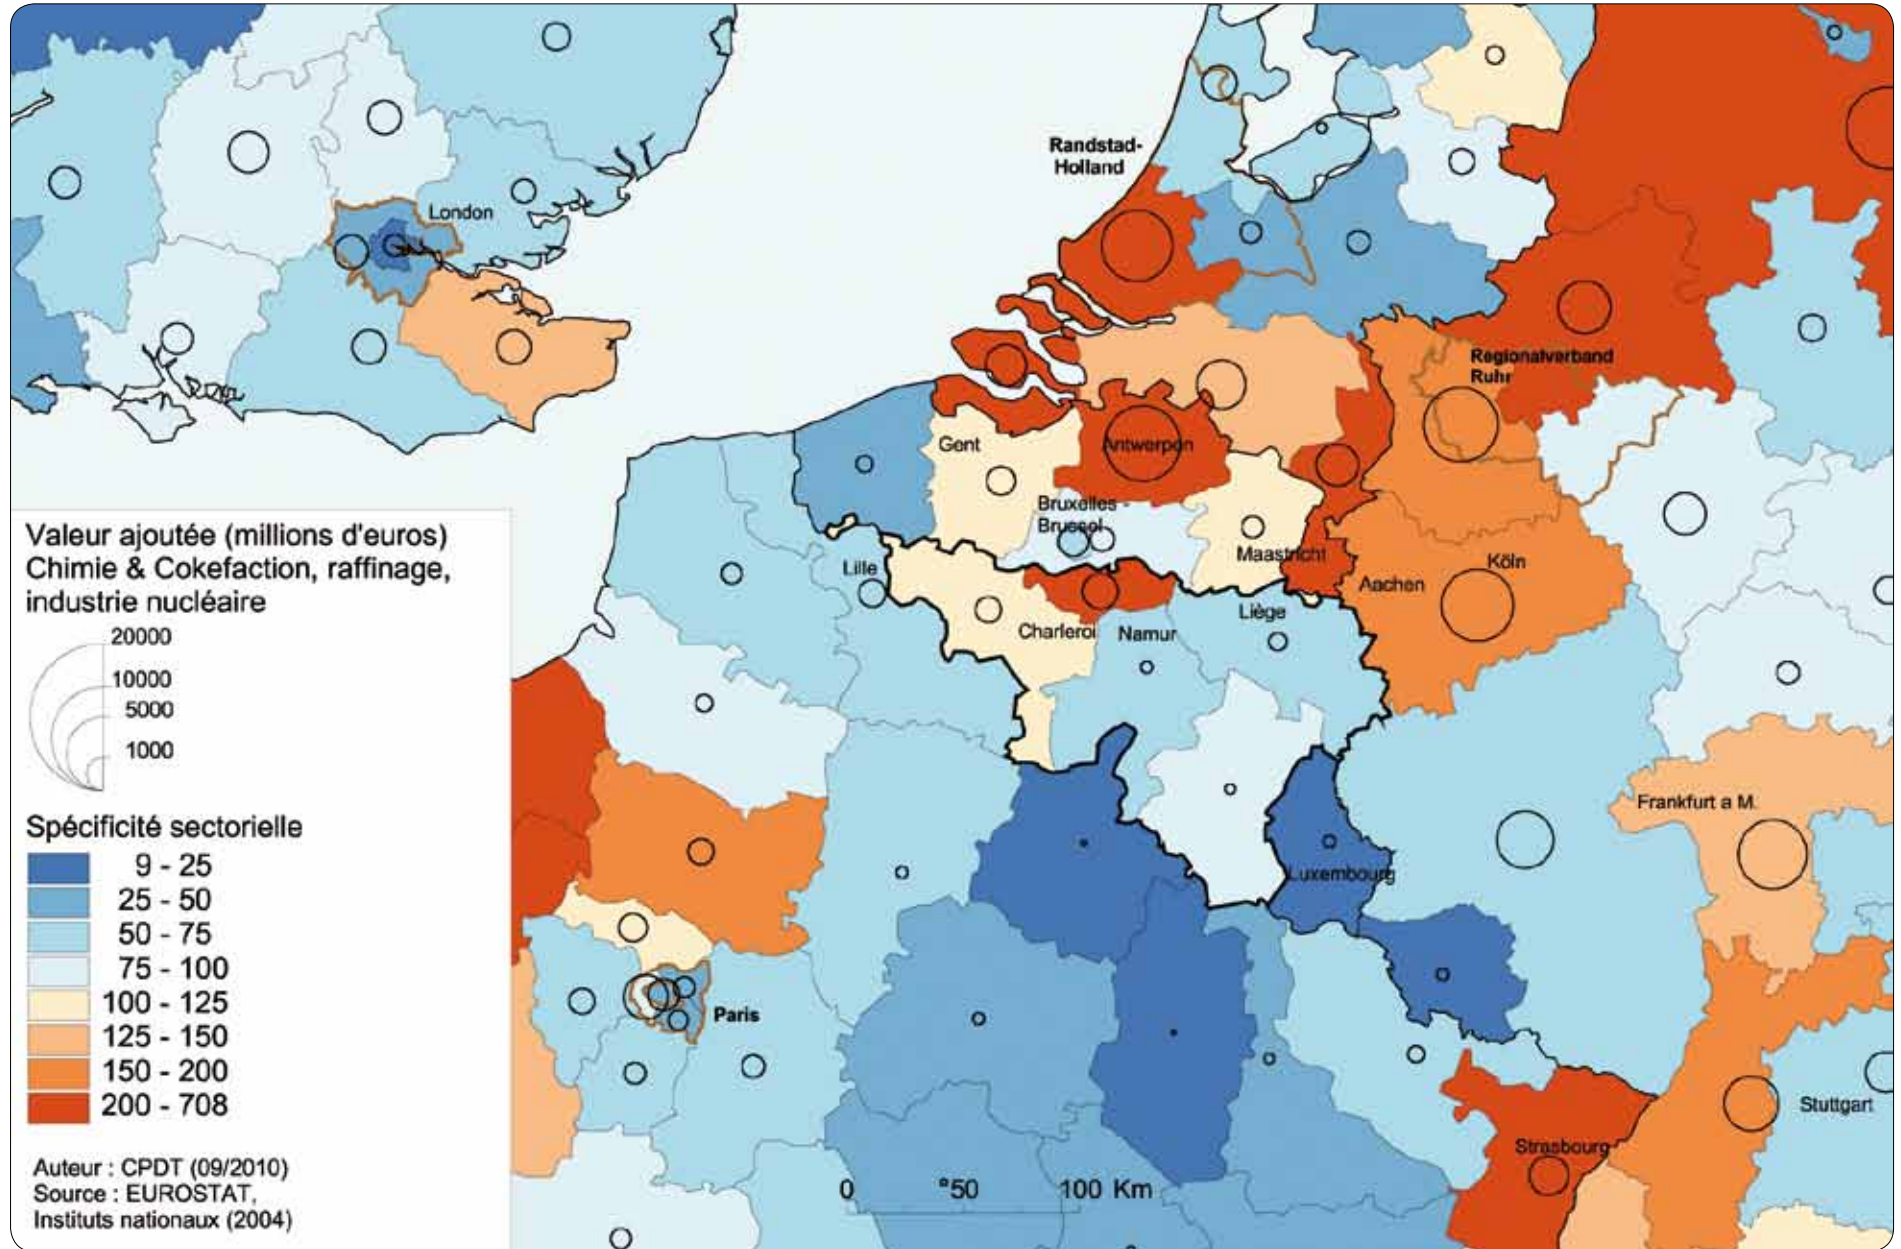 Randstad-
Holland
London
Regionalverband
Ruhr
Gent
Antwerpen
Bruxelles -
Brussel
Maastricht
Lille
Köln
Aachen
Liège
Charleroi
Namur
Frankfurt a M.
Luxembourg
Paris
Stuttgart
Strasbourg
0 50 100 Km
Valeur ajoutée (millions d'euros)
Chimie & Cokefaction, raffinage,
industrie nucléaire
20000
10000
5000
1000
Spécificité sectorielle
9 - 25
25 - 50
50 - 75
75 - 100
100 - 125
125 - 150
150 - 200
200 - 708
Auteur : CPDT (09/2010)
Source : EUROSTAT,
Instituts nationaux (2004)